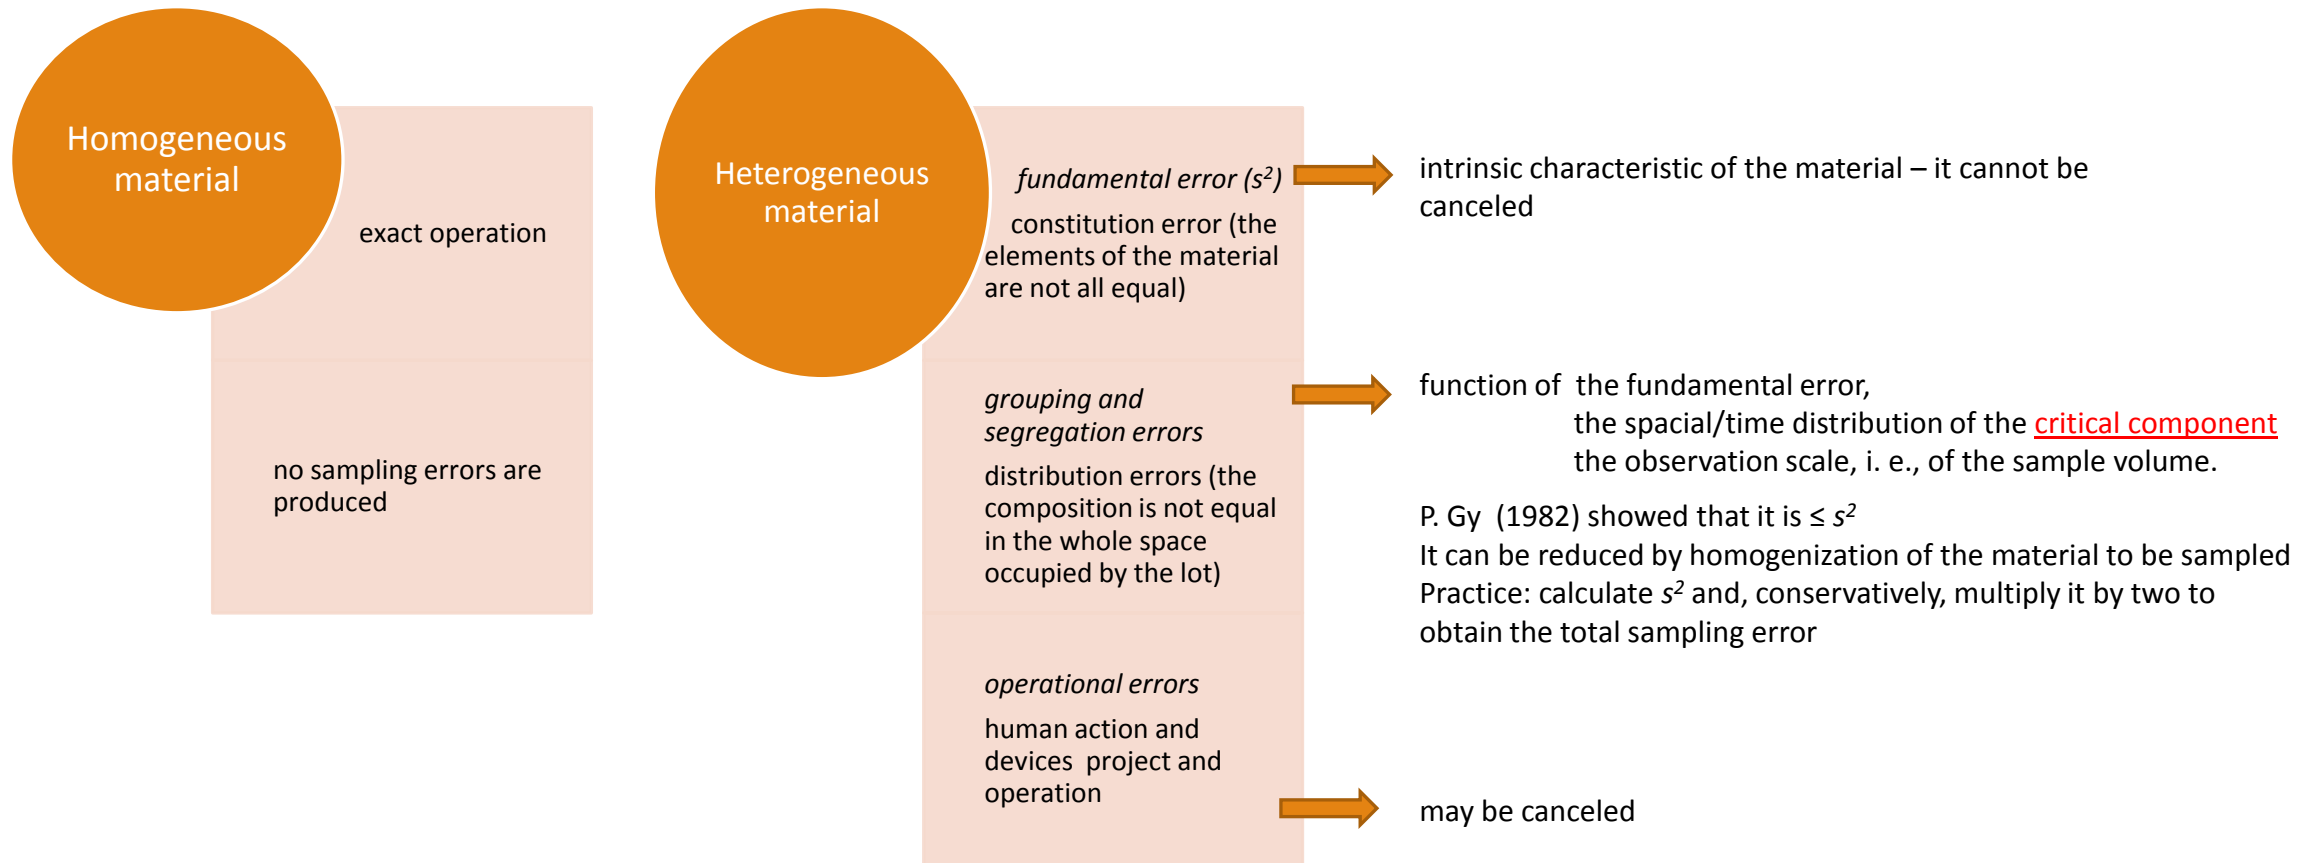 Homogeneous
material
exact operation
no sampling errors are
produced
Heterogeneous
material
fundamental error (s²)
constitution error (the
elements of the material
are not all equal)
intrinsic characteristic of the material – it cannot be
canceled
grouping and
segregation errors
distribution errors (the
composition is not equal
in the whole space
occupied by the lot)
function of the fundamental error,
the spacial/time distribution of the critical component
the observation scale, i. e., of the sample volume.
P. Gy (1982) showed that it is ≤ s²
It can be reduced by homogenization of the material to be sampled
Practice: calculate s² and, conservatively, multiply it by two to
obtain the total sampling error
operational errors
human action and
devices project and
operation
may be canceled